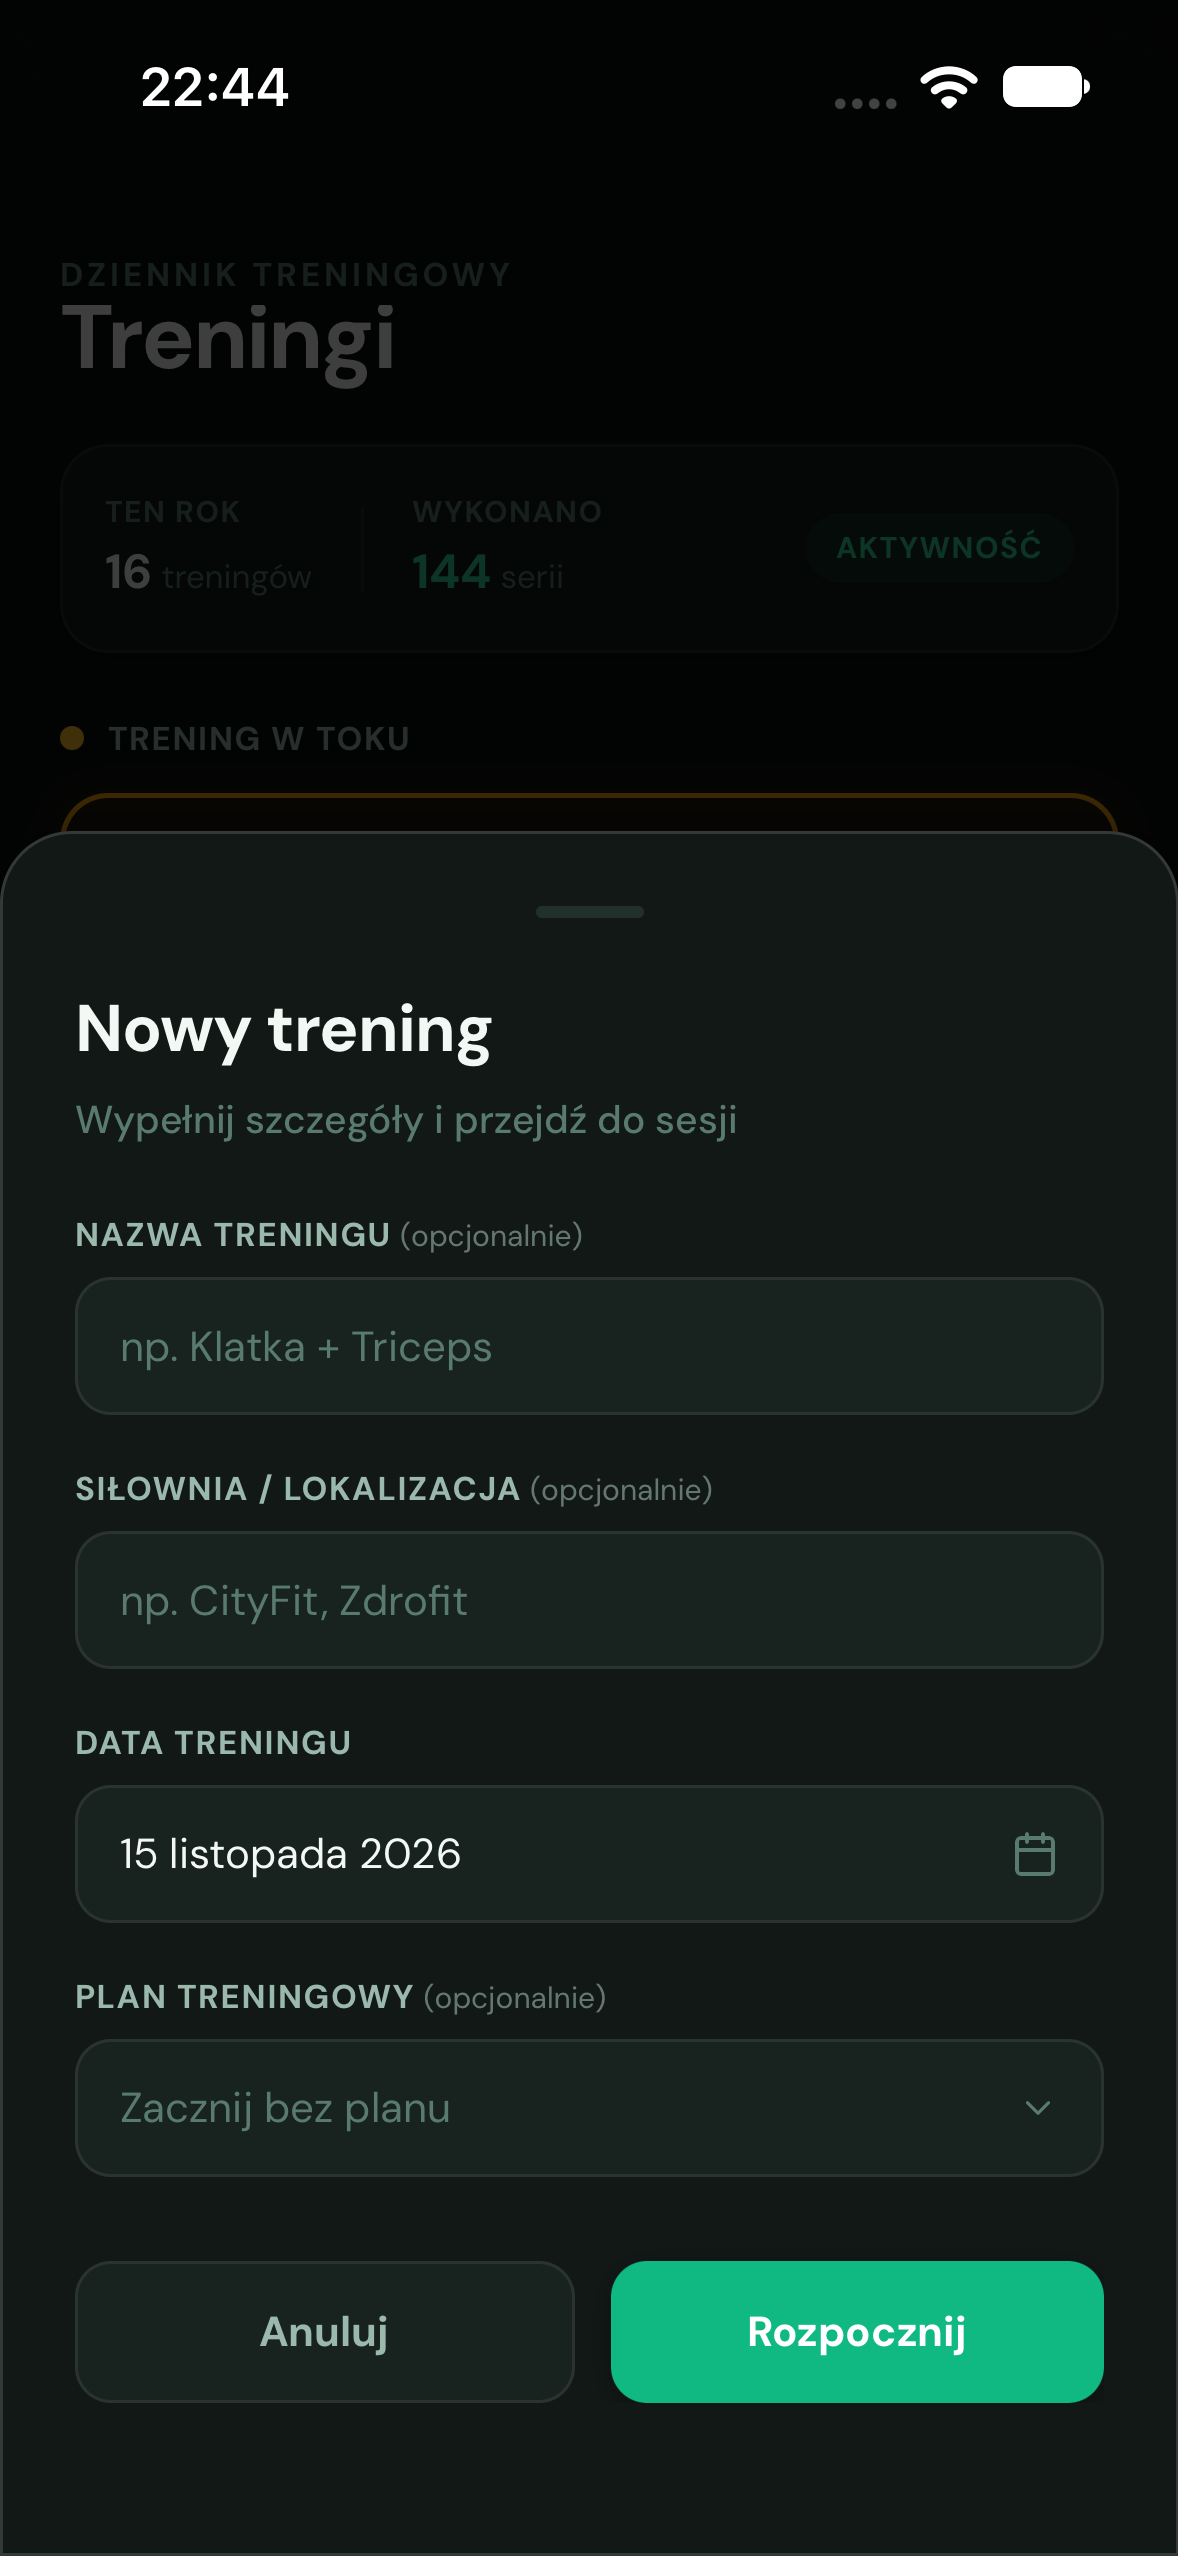 22:44
DZIENNIK TRENINGOWY
Treningi
TEN ROK
WYKONANO
16 treningów
144 serii
AKTYWNOŚĆ
TRENING W TOKU
Nowy trening
Wypełnij szczegóły i przejdź do sesji
NAZWA TRENINGU (opcjonalnie)
np. Klatka + Triceps
SIŁOWNIA / LOKALIZACJA (opcjonalnie)
np. CityFit, Zdrofit
DATA TRENINGU
15 listopada 2026
PLAN TRENINGOWY (opcjonalnie)
Zacznij bez planu
Anuluj
Rozpocznij